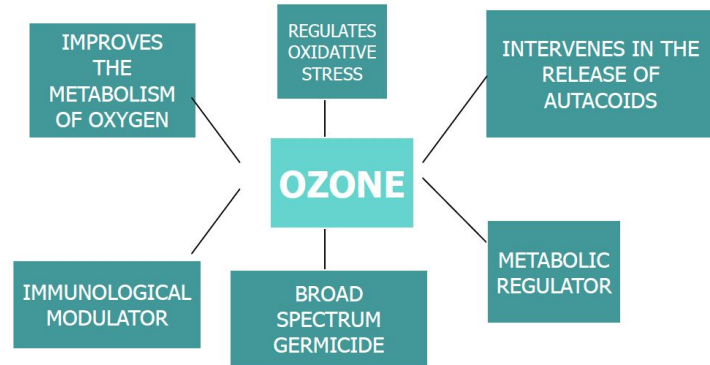 IMPROVES
THE
METABOLISM
OF OXYGEN
REGULATES
OXIDATIVE
STRESS
INTERVENES IN THE
RELEASE OF
AUTACOIDS
OZONE
IMMUNOLOGICAL
MODULATOR
BROAD
SPECTRUM
GERMICIDE
METABOLIC
REGULATOR